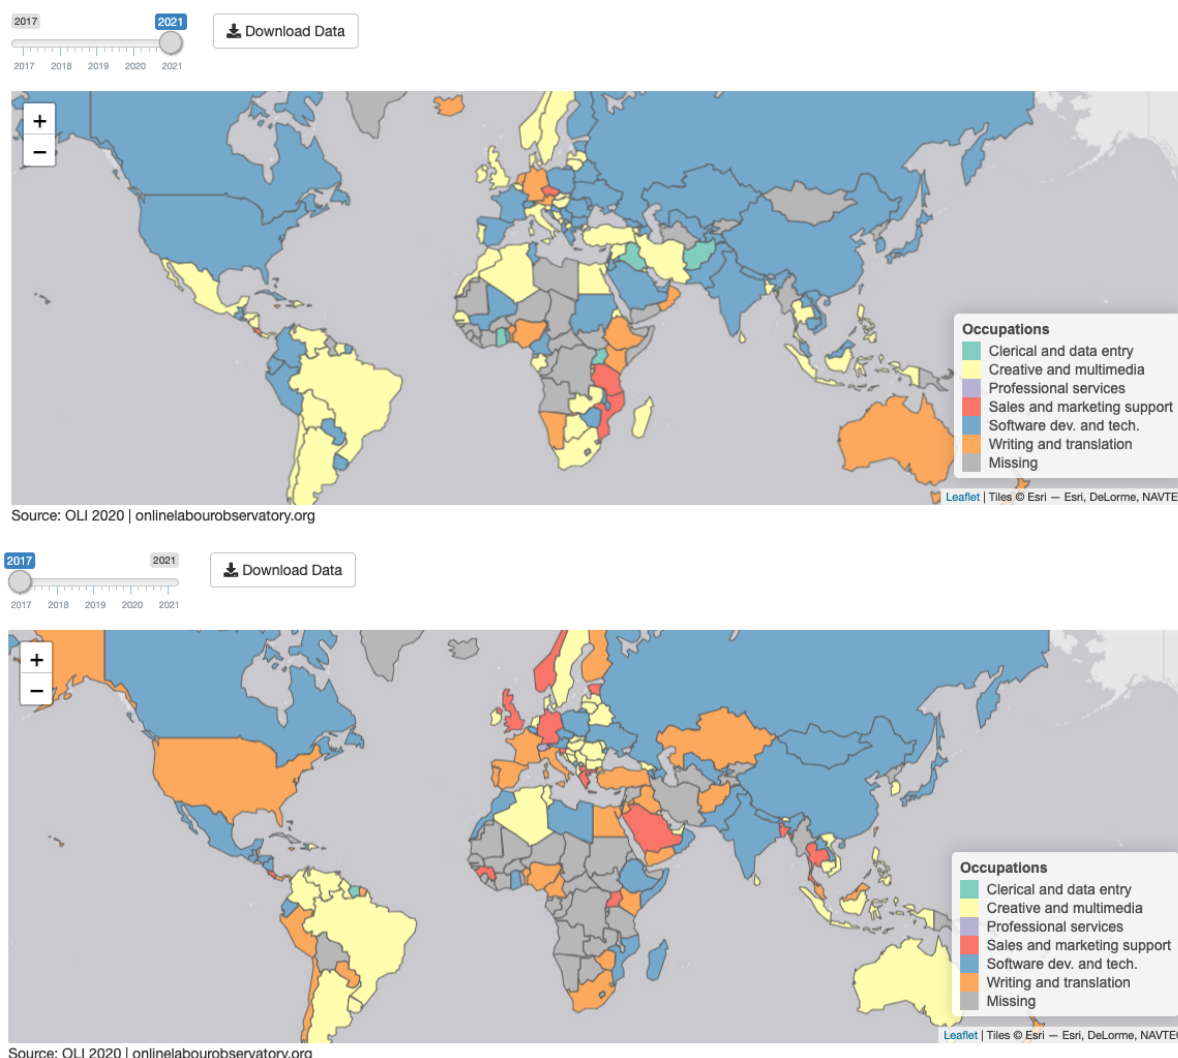 2017 2021
Download Data
2017 2018 2019 2020 2021
+
−
Occupations
Clerical and data entry
Creative and multimedia
Professional services
Sales and marketing support
Software dev. and tech.
Writing and translation
Missing
Leaflet | Tiles © Esri — Esri, DeLorme, NAVTE
Source: OLI 2020 | onlinelabourobservatory.org
2017 2021
Download Data
2017 2018 2019 2020 2021
+
−
Occupations
Clerical and data entry
Creative and multimedia
Professional services
Sales and marketing support
Software dev. and tech.
Writing and translation
Missing
Leaflet | Tiles © Esri — Esri, DeLorme, NAVTEC
Source: OLI 2020 | onlinelabourobservatory.org